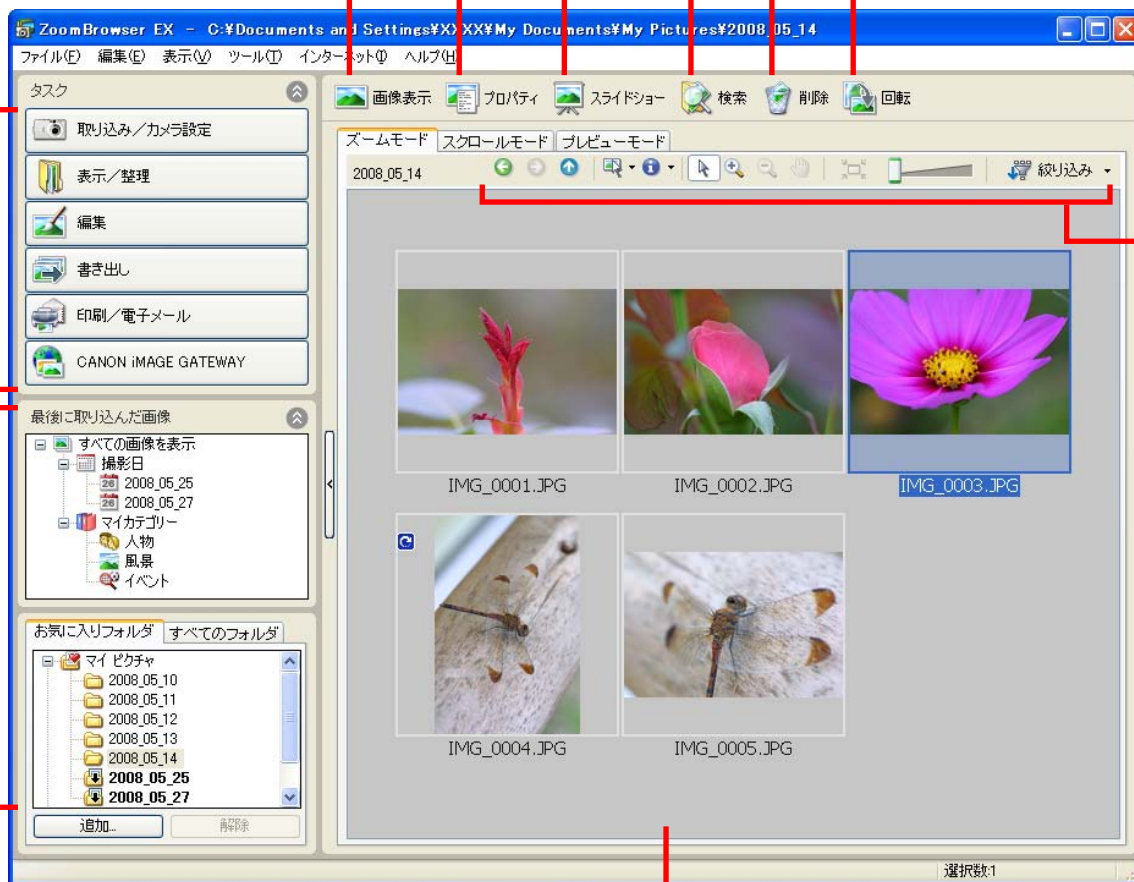 ZoomBrowser EX - C:¥Documents and Settings¥XXXXX¥My Documents¥My Pictures¥2008_05_14
ファイル(F) 編集(E) 表示(V) ツール(T) インターネット(I) ヘルプ(H)
タスク
取り込み／カメラ設定
表示／整理
編集
書き出し
印刷／電子メール
CANON iMAGE GATEWAY
最後に取り込んだ画像
すべての画像を表示
撮影日
26 2008_05_25
26 2008_05_27
マイカテゴリー
人物
風景
イベント
お気に入りフォルダ すべてのフォルダ
マイ ピクチャ
2008_05_10
2008_05_11
2008_05_12
2008_05_13
2008_05_14
2008_05_25
2008_05_27
追加... 解除
画像表示 プロパティ スライドショー 検索 削除 回転
ズームモード スクロールモード プレビューモード
2008_05_14 絞り込み
IMG_0001.JPG IMG_0002.JPG IMG_0003.JPG
IMG_0004.JPG IMG_0005.JPG
選択数:1